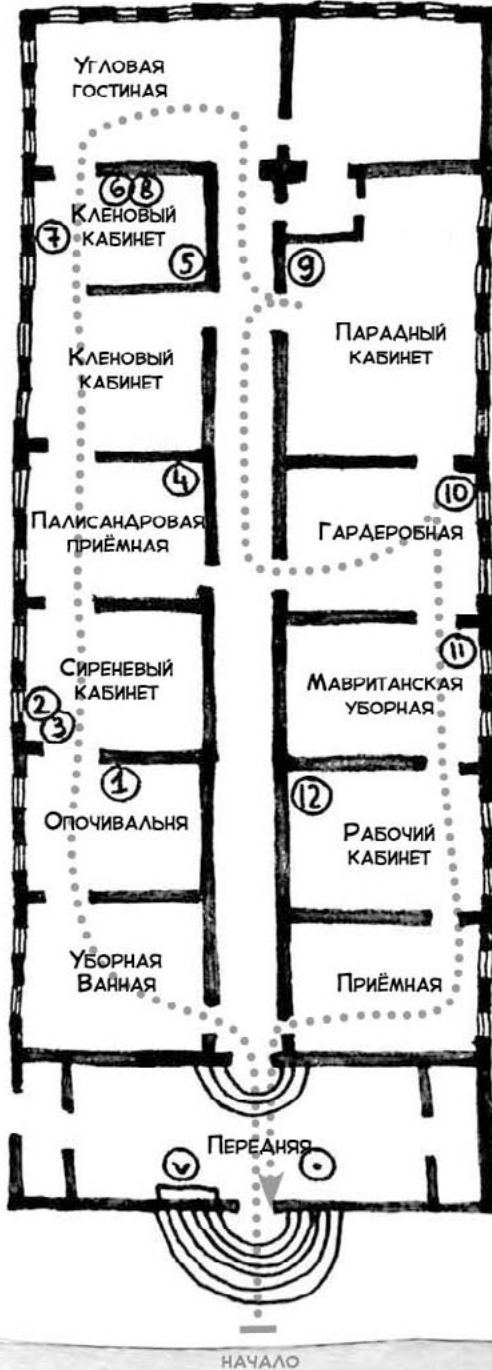 Угловая
гостиная
6 8
Кленовый
кабинет
7
5
9
Парадный
кабинет
Кленовый
кабинет
4
10
Палисандровая
приёмная
Гардеробная
11
Сиреневый
кабинет
Мавританская
уборная
2
3
1
12
Опочивальня
Рабочий
кабинет
Уборная
Ванная
Приёмная
Передняя
НАЧАЛО